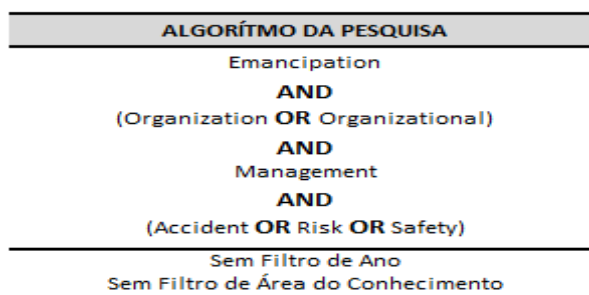 ALGORÍTMO DA PESQUISA
Emancipation
AND
(Organization OR Organizational)
AND
Management
AND
(Accident OR Risk OR Safety)
Sem Filtro de Ano
Sem Filtro de Área do Conhecimento